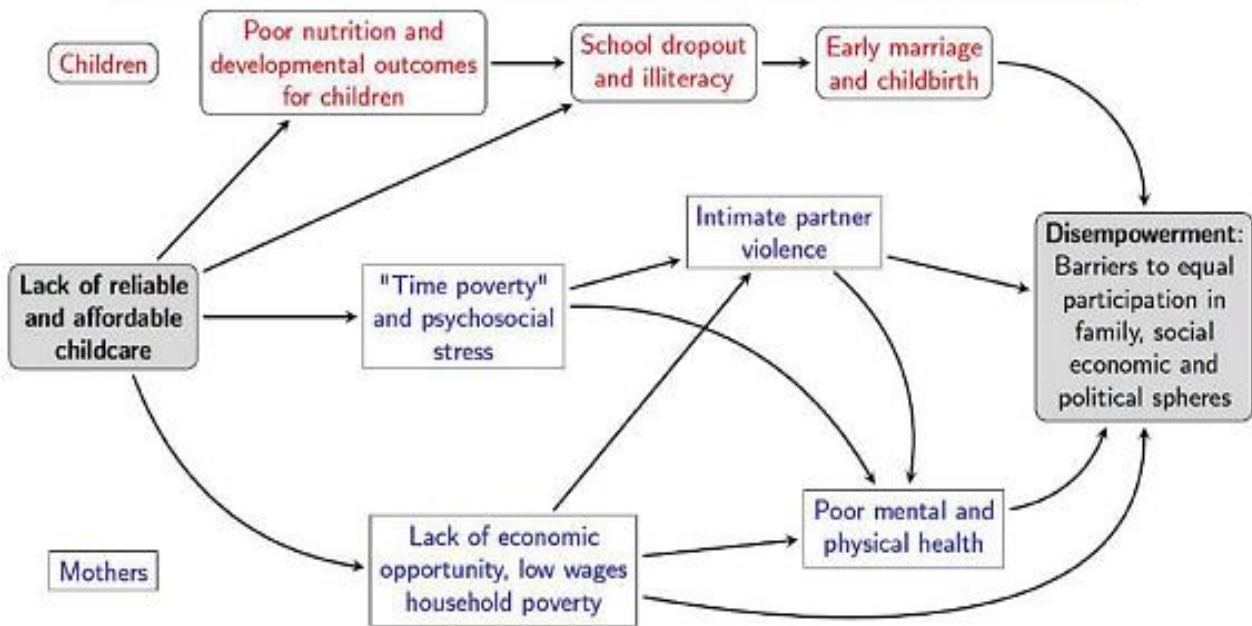 Children
Poor nutrition and
developmental outcomes
for children
School dropout
and illiteracy
Early marriage
and childbirth
Intimate partner
violence
Lack of reliable
and affordable
childcare
"Time poverty"
and psychosocial
stress
Disempowerment:
Barriers to equal
participation in
family, social
economic and
political spheres
Mothers
Lack of economic
opportunity, low wages
household poverty
Poor mental and
physical health